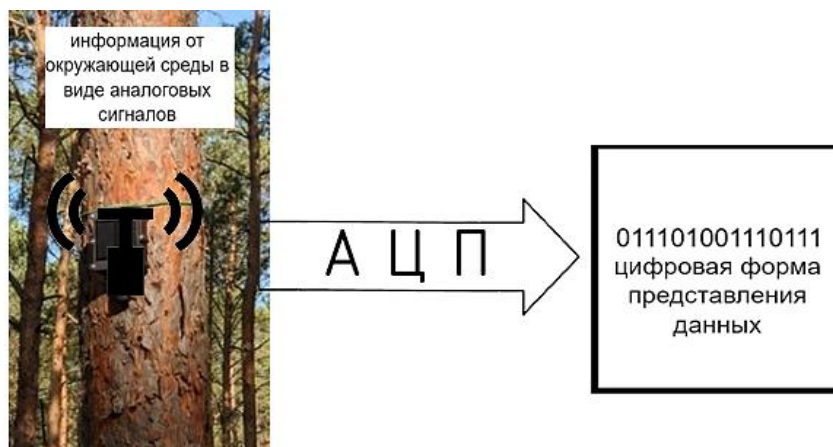 информация от
окружающей среды в
виде аналоговых
сигналов
А Ц П
011101001110111
цифровая форма
представления
данных